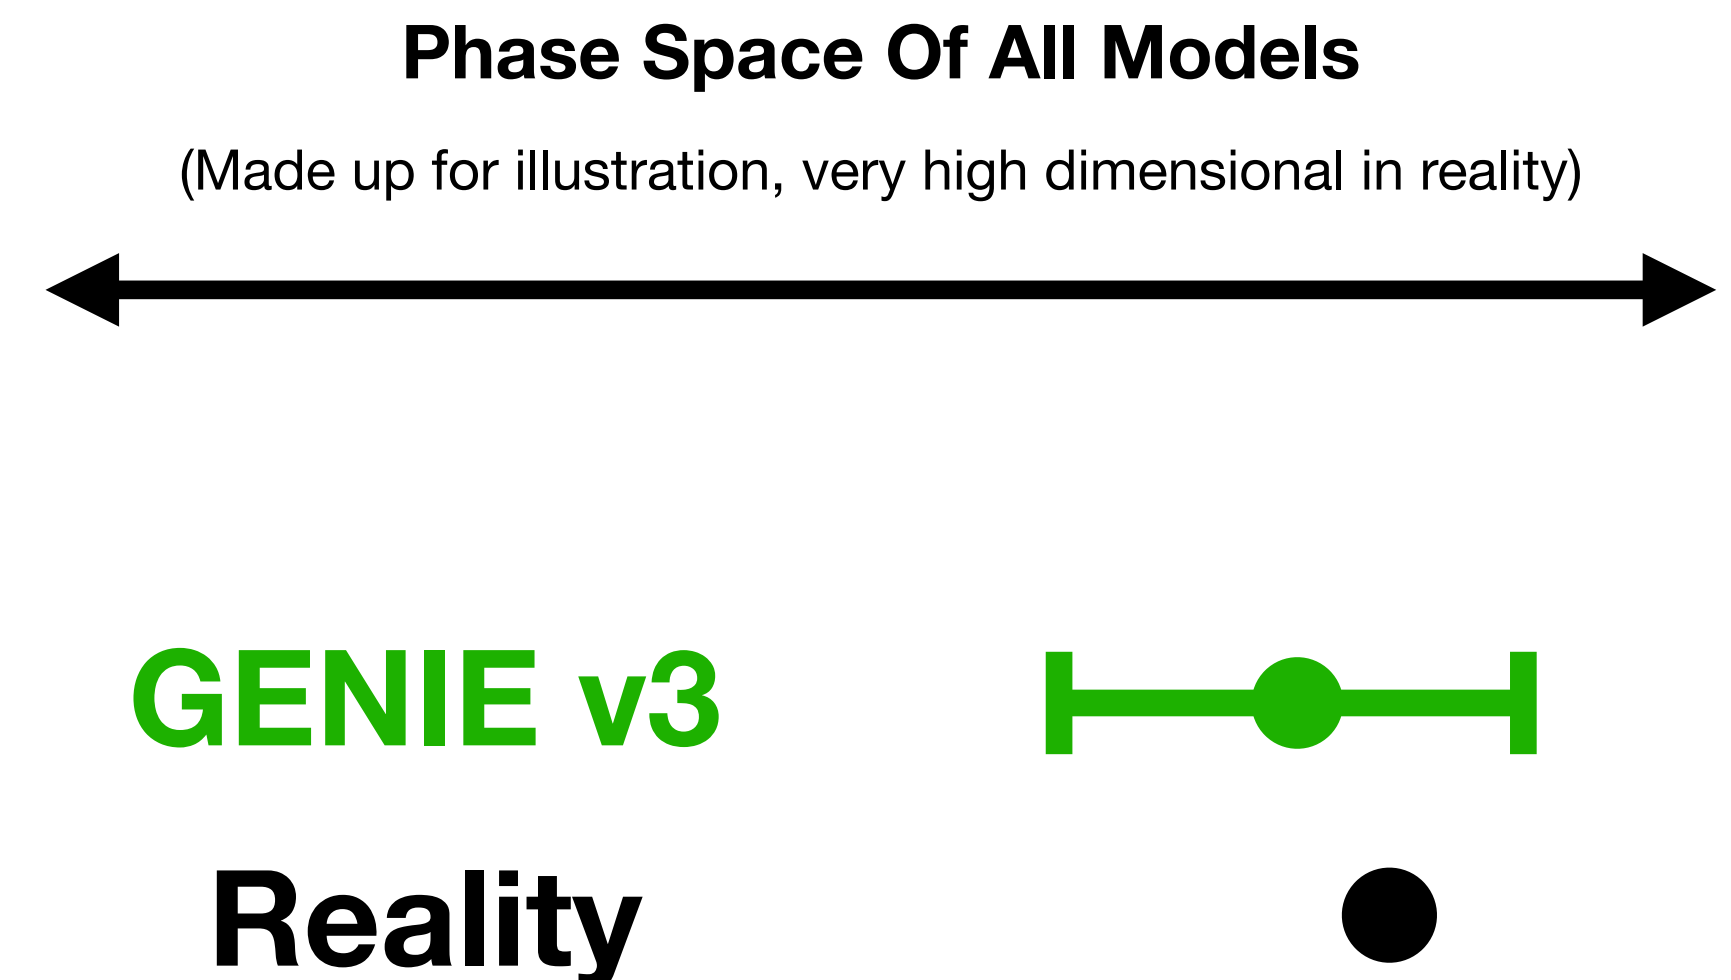 Phase Space Of All Models
(Made up for illustration, very high dimensional in reality)
GENIE v3
Reality